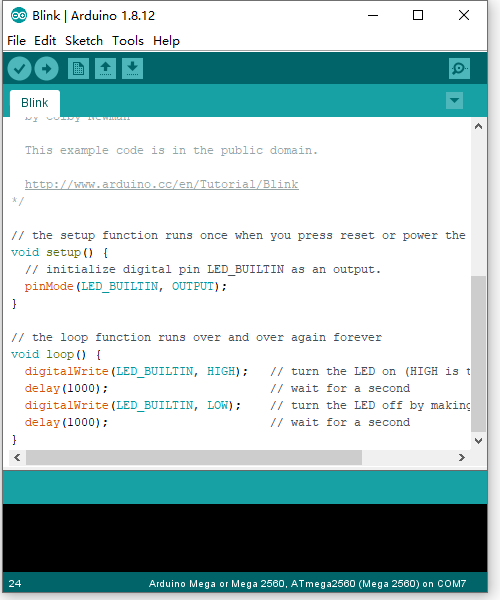 Blink | Arduino 1.8.12
File Edit Sketch Tools Help
Blink
by Colby Newman
This example code is in the public domain.
http://www.arduino.cc/en/Tutorial/Blink
*/
// the setup function runs once when you press reset or power the
void setup() {
// initialize digital pin LED_BUILTIN as an output.
pinMode(LED_BUILTIN, OUTPUT);
}
// the loop function runs over and over again forever
void loop() {
digitalWrite(LED_BUILTIN, HIGH); // turn the LED on (HIGH is t
delay(1000); // wait for a second
digitalWrite(LED_BUILTIN, LOW); // turn the LED off by making
delay(1000); // wait for a second
}
24 Arduino Mega or Mega 2560, ATmega2560 (Mega 2560) on COM7